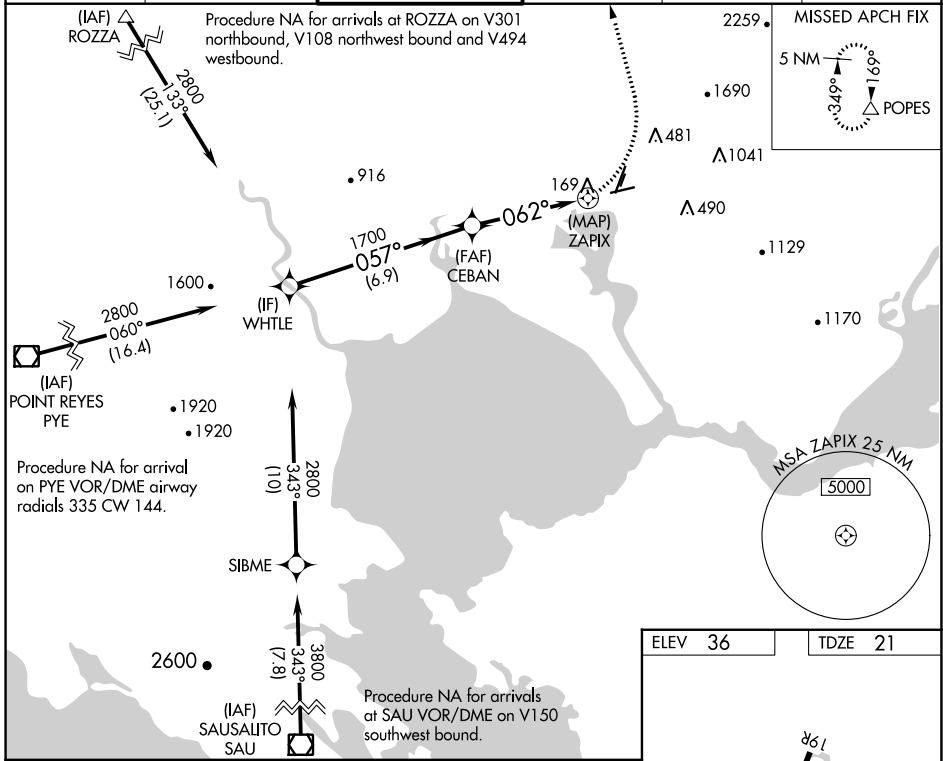 (IAF)
ROZZA
Procedure NA for arrivals at ROZZA on V301
northbound, V108 northwest bound and V494
westbound.
2800
133°
(25.1)
2259
MISSED APCH FIX
5 NM
349°
169°
POPES
1690
481
1041
916
169
490
(MAP)
ZAPIX
062°
1700
057°
(6.9)
(FAF)
CEBAN
1129
1600
(IF)
WHTLE
2800
060°
(16.4)
1170
(IAF)
POINT REYES
PYE
1920
1920
Procedure NA for arrival
on PYE VOR/DME airway
radials 335 CW 144.
2800
343°
(10)
MSA ZAPIX 25 NM
5000
SIBME
2600
3800
343°
(7.8)
(IAF)
SAUSALITO
SAU
Procedure NA for arrivals
at SAU VOR/DME on V150
southwest bound.
ELEV 36
TDZE 21
19R